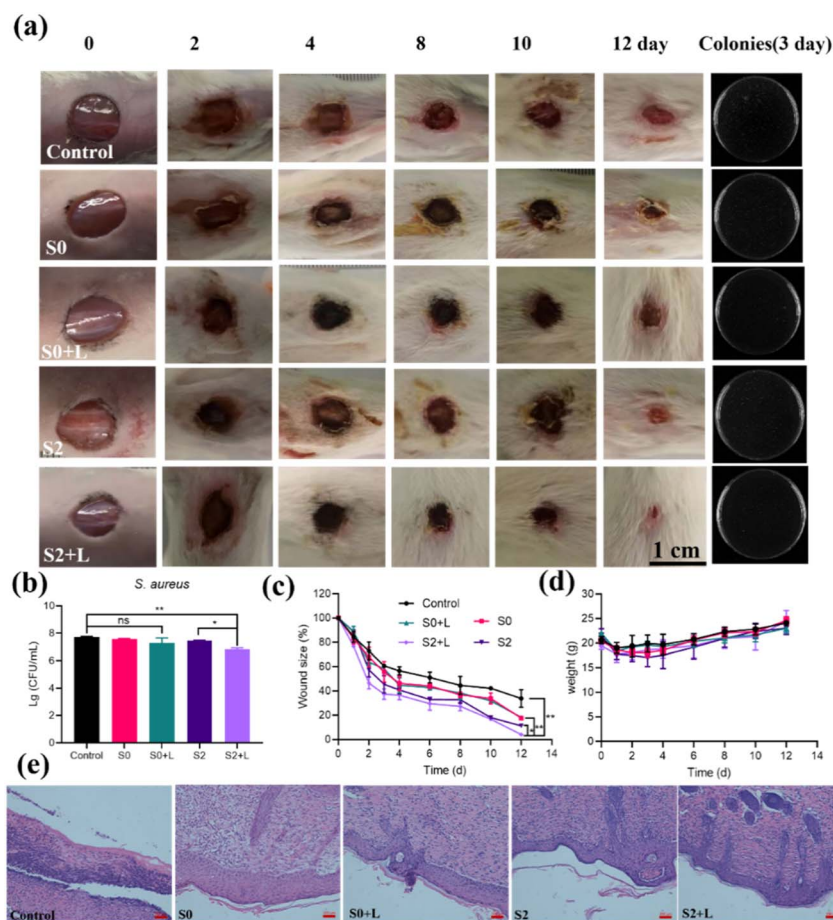 (a)
0 2 4 8 10 12 day Colonies(3 day)
Control
S0
S0+L
S2
S2+L
1 cm
(b)
S. aureus
Lg (CFU/mL)
10
8
6
4
2
0
ns
**
*
Control S0 S0+L S2 S2+L
(c)
Wound size (%)
120
100
80
60
40
20
0
Control
S0+L S0
S2+L S2
**
**
*
0 2 4 6 8 10 12 14
Time (d)
(d)
weight (g)
30
25
20
15
10
5
0
0 2 4 6 8 10 12 14
Time (d)
(e)
Control S0 S0+L S2 S2+L